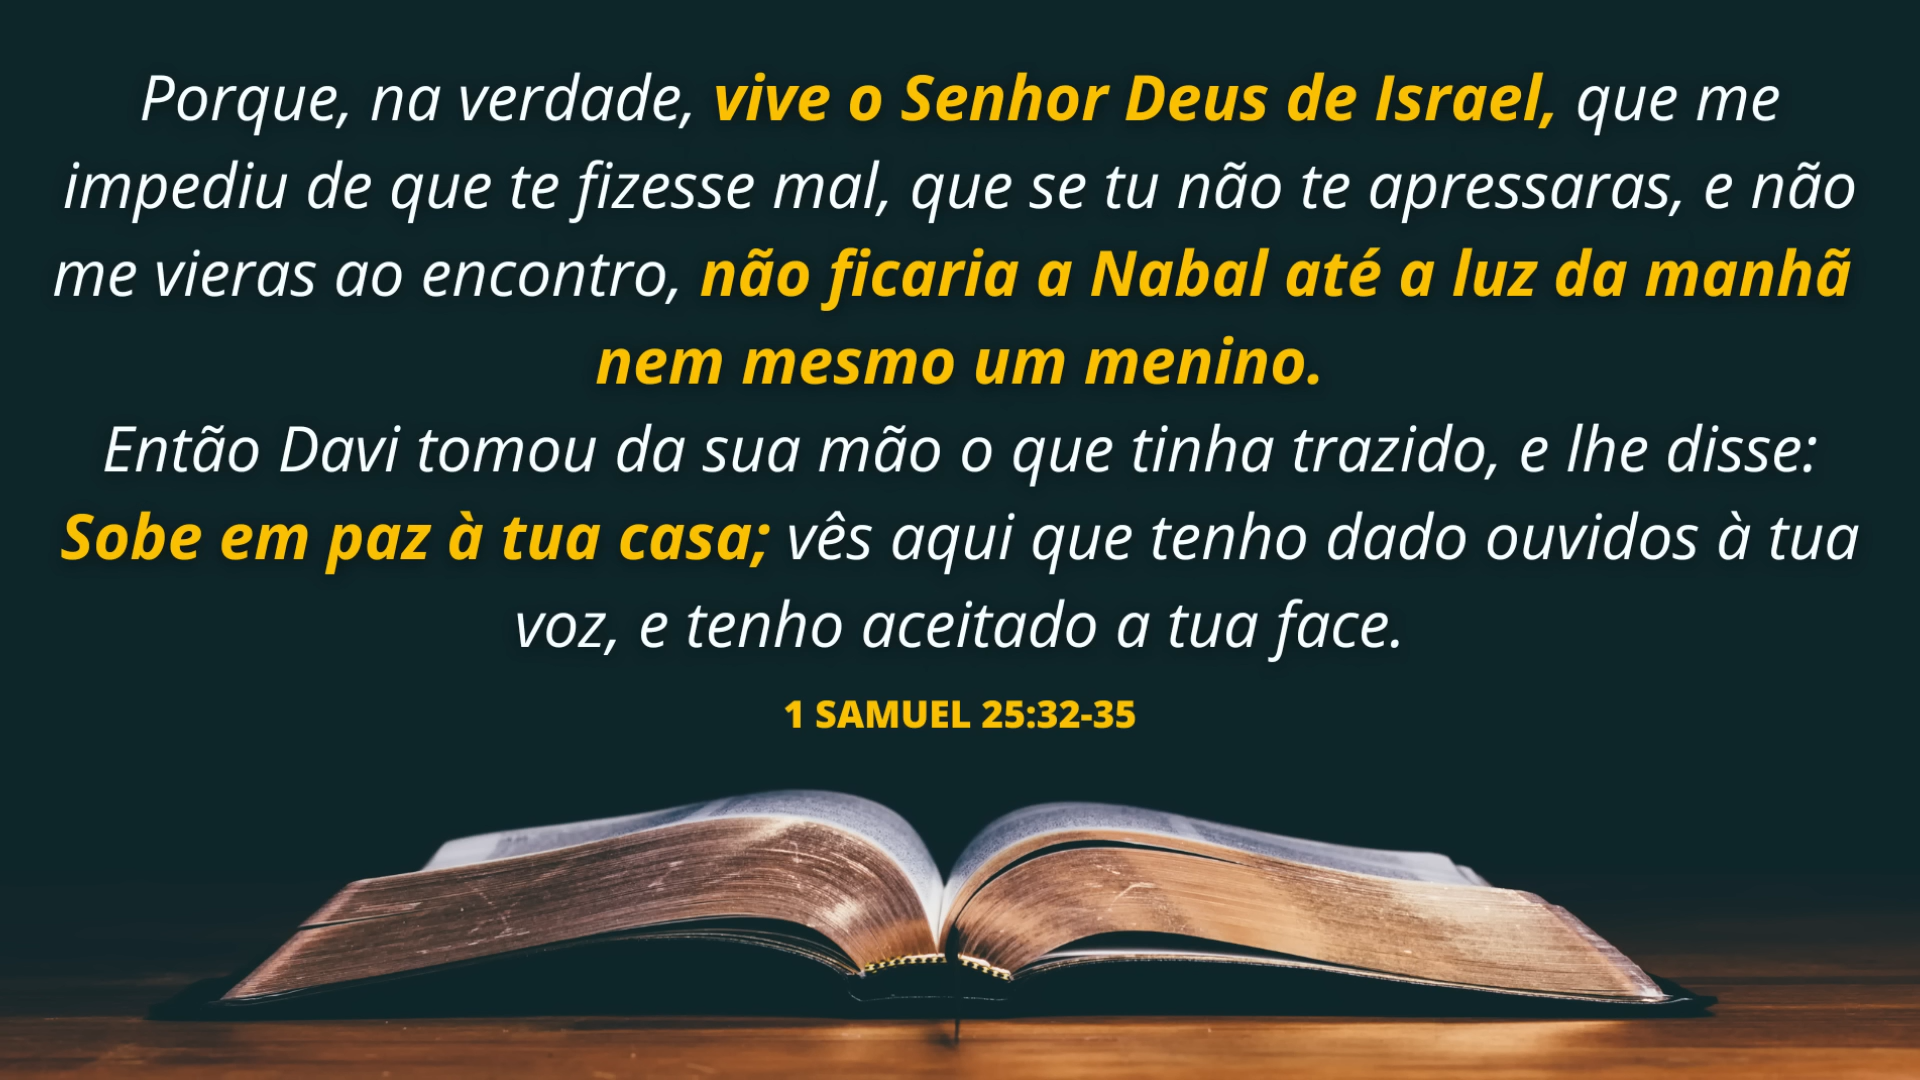 Porque, na verdade, vive o Senhor Deus de Israel, que me
impediu de que te fizesse mal, que se tu não te apressaras, e não
me vieras ao encontro, não ficaria a Nabal até a luz da manhã
nem mesmo um menino.
Então Davi tomou da sua mão o que tinha trazido, e lhe disse:
Sobe em paz à tua casa; vês aqui que tenho dado ouvidos à tua
voz, e tenho aceitado a tua face.
1 SAMUEL 25:32-35